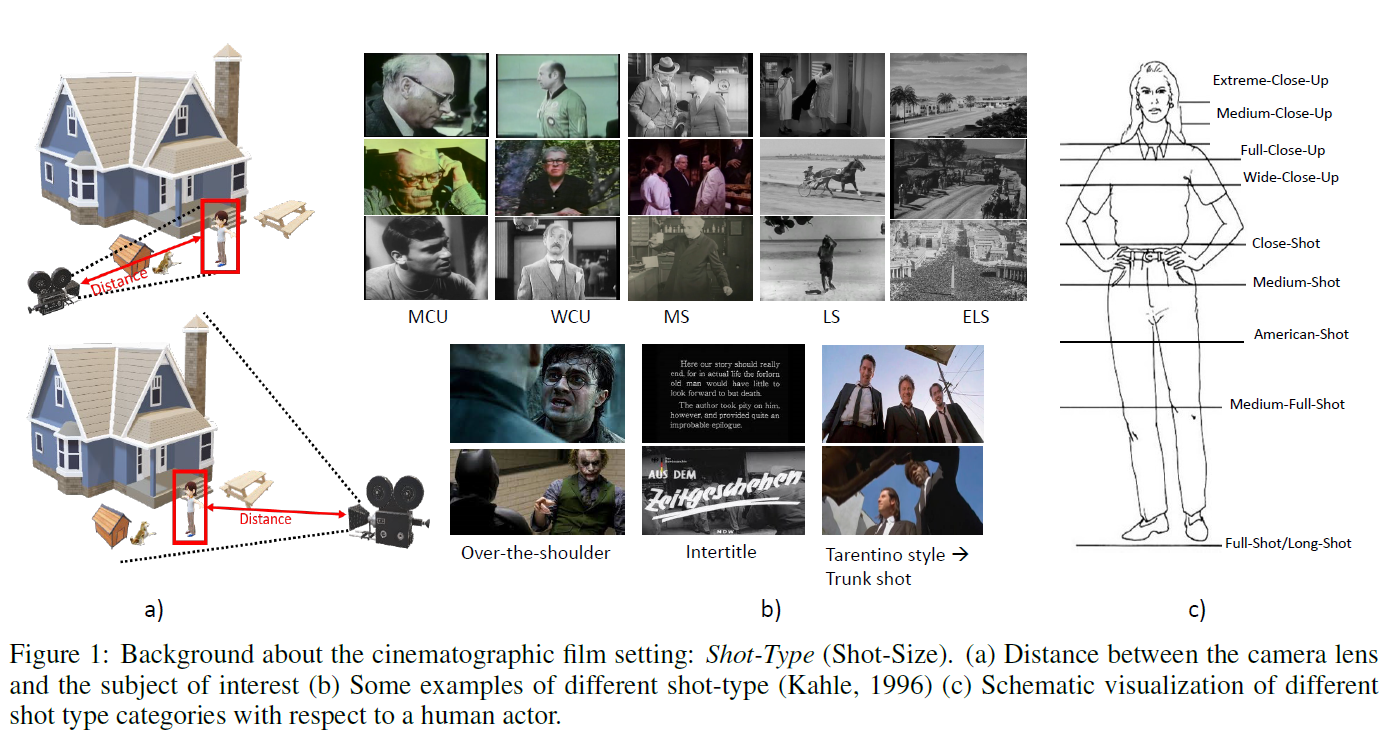 Distance
Distance
a)
MCU
WCU
MS
LS
ELS
Here our story should really
end, for in actual life the forlorn
old man would have little to
look forward to but death.
The author took pity on him,
however, and provided quite an
improbable epilogue.
AUS DEM
Zeitgeschehen
Over-the-shoulder
Intertitle
Tarentino style →
Trunk shot
b)
Extreme-Close-Up
Medium-Close-Up
Full-Close-Up
Wide-Close-Up
Close-Shot
Medium-Shot
American-Shot
Medium-Full-Shot
Full-Shot/Long-Shot
c)
Figure 1: Background about the cinematographic film setting: Shot-Type (Shot-Size). (a) Distance between the camera lens
and the subject of interest (b) Some examples of different shot-type (Kahle, 1996) (c) Schematic visualization of different
shot type categories with respect to a human actor.